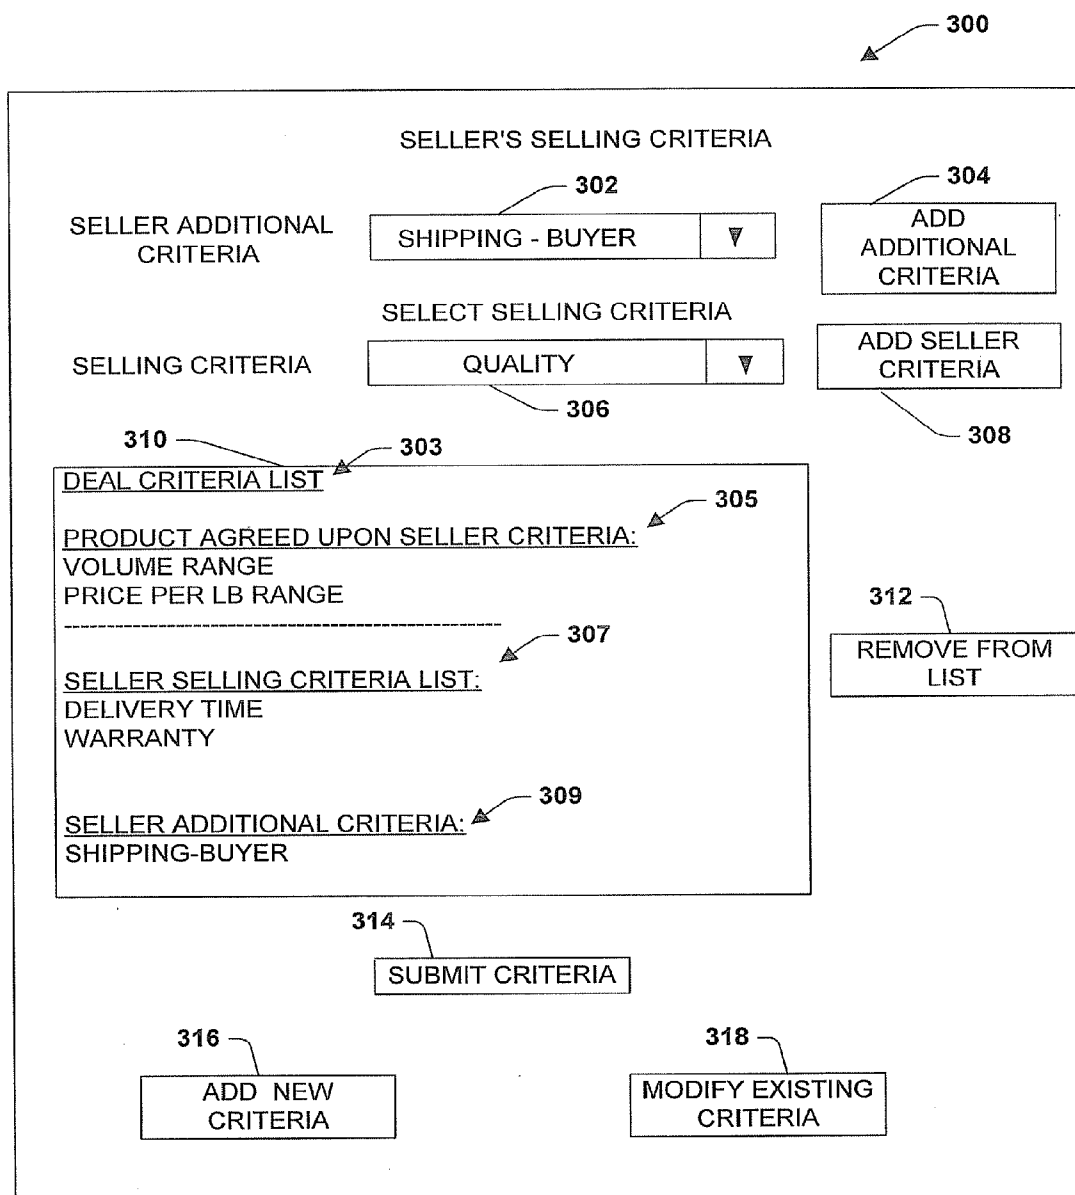 300
SELLER'S SELLING CRITERIA
302
304
SELLER ADDITIONAL
CRITERIA
SHIPPING - BUYER
ADD
ADDITIONAL
CRITERIA
SELECT SELLING CRITERIA
SELLING CRITERIA
QUALITY
ADD SELLER
CRITERIA
306
308
310
303
DEAL CRITERIA LIST
305
PRODUCT AGREED UPON SELLER CRITERIA:
VOLUME RANGE
PRICE PER LB RANGE
--------------------------------------------------
312
REMOVE FROM
LIST
307
SELLER SELLING CRITERIA LIST:
DELIVERY TIME
WARRANTY
309
SELLER ADDITIONAL CRITERIA:
SHIPPING-BUYER
314
SUBMIT CRITERIA
316
ADD NEW
CRITERIA
318
MODIFY EXISTING
CRITERIA